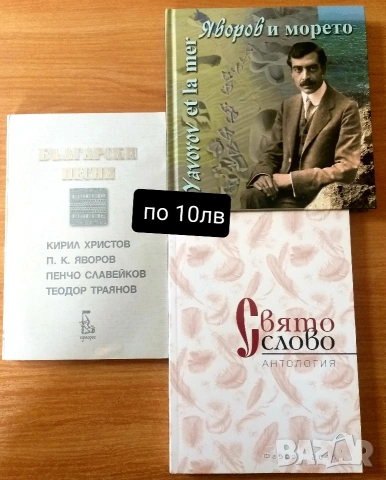 Яворов и морето
Yavorov et la mer
БЪЛГАРСКИ
ПЕСНИ
КИРИЛ ХРИСТОВ
П. К. ЯВОРОВ
ПЕНЧО СЛАВЕЙКОВ
ТЕОДОР ТРАЯНОВ
по 10лв
Свято
слово
АНТОЛОГИЯ
BAZAR